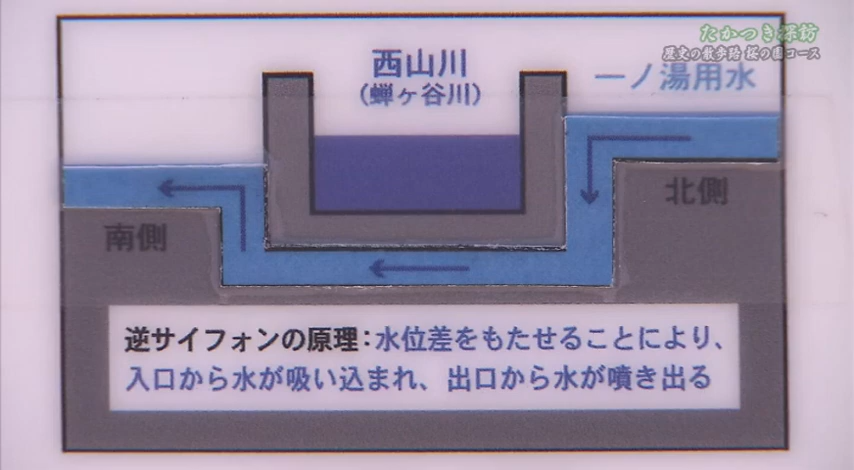 たかつき探訪
歴史の散歩路 桜の園コース
西山川
（蝉ヶ谷川）
一ノ湯用水
北側
南側
逆サイフォンの原理：水位差をもたせることにより、
入口から水が吸い込まれ、出口から水が噴き出る